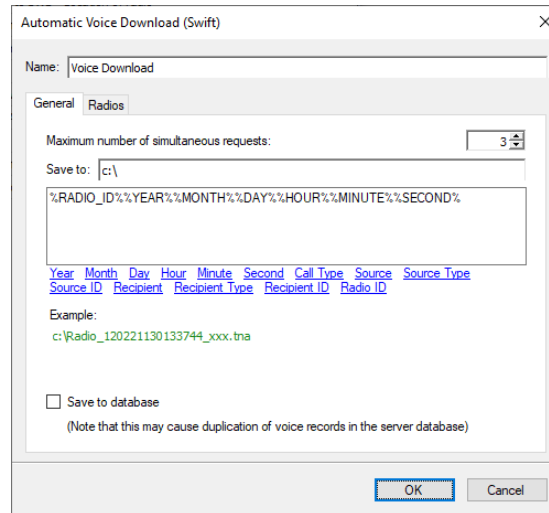 Automatic Voice Download (Swift)
Name: Voice Download
General Radios
Maximum number of simultaneous requests: 3
Save to: c:\
%RADIO_ID%%YEAR%%MONTH%%DAY%%HOUR%%MINUTE%%SECOND%
Year Month Day Hour Minute Second Call Type Source Source Type
Source ID Recipient Recipient Type Recipient ID Radio ID
Example:
c:\Radio_120221130133744_xxx.tna
Save to database
(Note that this may cause duplication of voice records in the server database)
OK Cancel